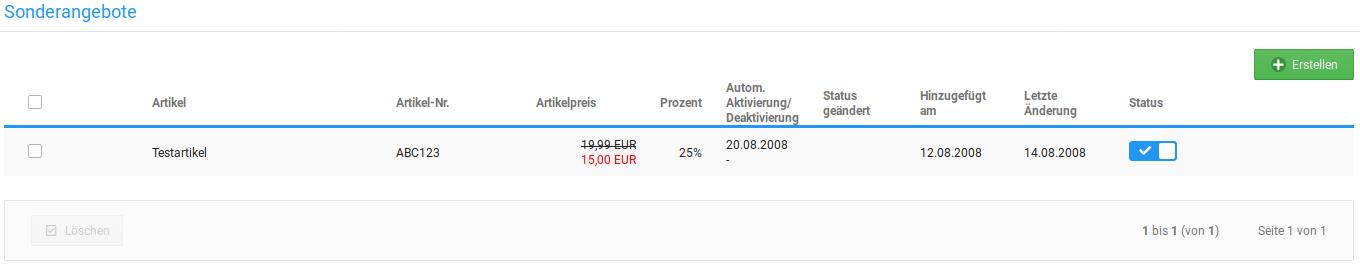 Sonderangebote
Erstellen
Artikel
Artikel-Nr.
Artikelpreis
Prozent
Autom.
Aktivierung/
Deaktivierung
Status
geändert
Hinzugefügt
am
Letzte
Änderung
Status
Testartikel
ABC123
19,99 EUR
15,00 EUR
25%
20.08.2008
-
12.08.2008
14.08.2008
Löschen
1 bis 1 (von 1)
Seite 1 von 1